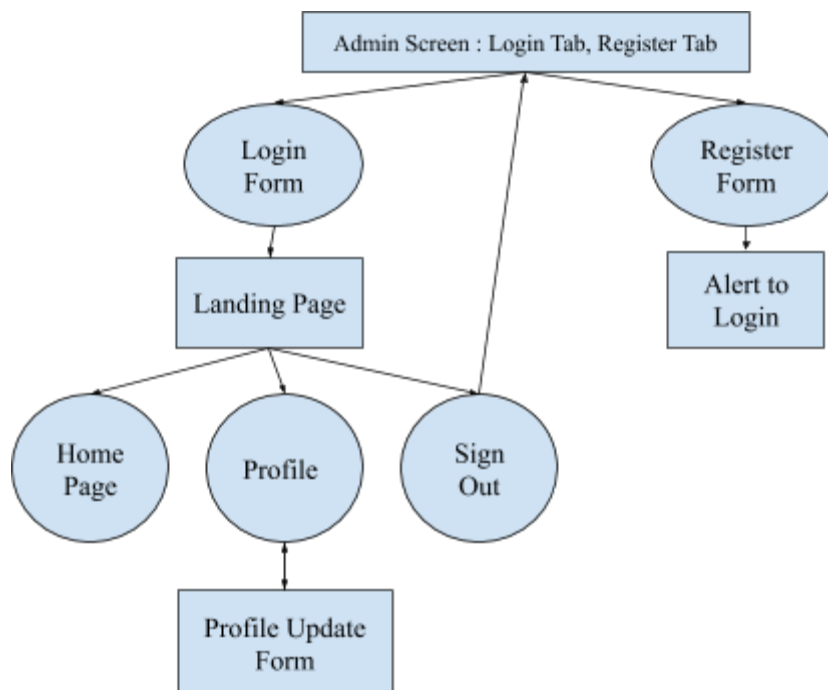 Admin Screen : Login Tab, Register Tab
Login
Form
Register
Form
Landing Page
Alert to
Login
Home
Page
Profile
Sign
Out
Profile Update
Form